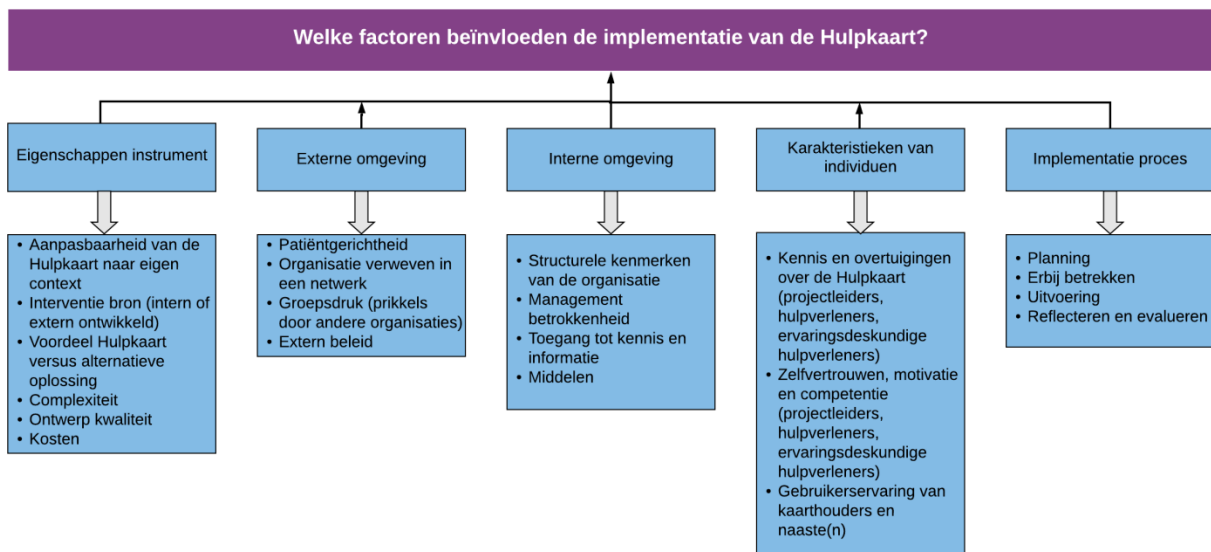 Welke factoren beïnvloeden de implementatie van de Hulpkaart?
Eigenschappen instrument
Externe omgeving
Interne omgeving
Karakteristieken van
individuen
Implementatie proces
• Aanpasbaarheid van de
Hulpkaart naar eigen
context
• Interventie bron (intern of
extern ontwikkeld)
• Voordeel Hulpkaart
versus alternatieve
oplossing
• Complexiteit
• Ontwerp kwaliteit
• Kosten
• Patiëntgerichtheid
• Organisatie verweven in
een netwerk
• Groepsdruk (prikkels
door andere organisaties)
• Extern beleid
• Structurele kenmerken
van de organisatie
• Management
betrokkenheid
• Toegang tot kennis en
informatie
• Middelen
• Kennis en overtuigingen
over de Hulpkaart
(projectleiders,
hulpverleners,
ervaringsdeskundige
hulpverleners)
• Zelfvertrouwen, motivatie
en competentie
(projectleiders,
hulpverleners,
ervaringsdeskundige
hulpverleners)
• Gebruikerservaring van
kaarthouders en
naaste(n)
• Planning
• Erbij betrekken
• Uitvoering
• Reflecteren en evalueren